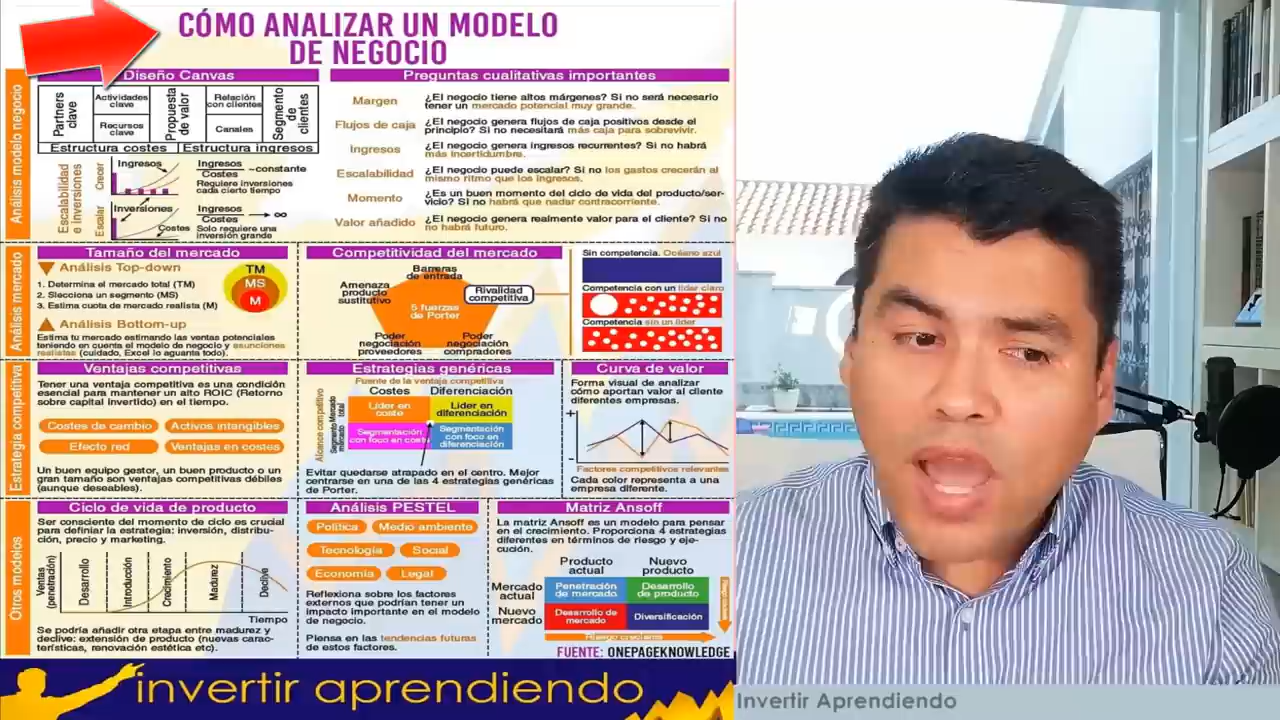 CÓMO ANALIZAR UN MODELO
DE NEGOCIO
Análisis modelo negocio
Diseño Canvas
Partners clave
Actividades clave
Recursos clave
Propuesta de valor
Relación con clientes
Canales
Segmento de clientes
Estructura costes
Estructura ingresos
Escalabilidad e inversiones
Crecer
Ingresos
Ingresos
Costes
~constante
Requiere inversiones
cada cierto tiempo
Escalar
Inversiones
Costes
Ingresos
Costes
→ ∞
Solo requiere una
inversión grande
Preguntas cualitativas importantes
Margen
¿El negocio tiene altos márgenes? Si no será necesario
tener un mercado potencial muy grande.
Flujos de caja
¿El negocio genera flujos de caja positivos desde el
principio? Si no necesitará más caja para sobrevivir.
Ingresos
¿El negocio genera ingresos recurrentes? Si no habrá
más incertidumbre.
Escalabilidad
¿El negocio puede escalar? Si no los gastos crecerán al
mismo ritmo que los ingresos.
Momento
¿Es un buen momento del ciclo de vida del producto/ser-
vicio? Si no habrá que nadar contracorriente.
Valor añadido
¿El negocio genera realmente valor para el cliente? Si no
no habrá futuro.
Análisis mercado
Tamaño del mercado
Análisis Top-down
1. Determina el mercado total (TM)
2. Slecciona un segmento (MS)
3. Estima cuota de mercado realista (M)
TM
MS
M
Análisis Bottom-up
Estima tu mercado estimando las ventas potenciales
teniendo en cuenta el modelo de negocio y asunciones
realistas (cuidado, Excel lo aguanta todo).
Competitividad del mercado
Barreras
de entrada
Amenaza
producto
sustitutivo
Rivalidad
competitiva
5 fuerzas
de Porter
Poder
negociación
proveedores
Poder
negociación
compradores
Sin competencia. Océano azul
Competencia con un líder claro
Competencia sin un líder
Estrategia competitiva
Ventajas competitivas
Tener una ventaja competitiva es una condición
esencial para mantener un alto ROIC (Retorno
sobre capital invertido) en el tiempo.
Costes de cambio
Activos intangibles
Efecto red
Ventajas en costes
Un buen equipo gestor, un buen producto o un
gran tamaño son ventajas competitivas débiles
(aunque deseables).
Estrategias genéricas
Fuente de la ventaja competitiva
Costes
Diferenciación
Alcance competitivo
Mercado total
Segmento mercado
Líder en
coste
Líder en
diferenciación
Segmentación
con foco en coste
Segmentación
con foco en
diferenciación
Evitar quedarse atrapado en el centro. Mejor
centrarse en una de las 4 estrategias genéricas
de Porter.
Curva de valor
Forma visual de analizar
cómo aportan valor al cliente
diferentes empresas.
+
-
Factores competitivos relevantes
Cada color representa a una
empresa diferente.
Otros modelos
Ciclo de vida de producto
Ser consciente del momento de ciclo es crucial
para definiar la estrategia: inversión, distribu-
ción, precio y marketing.
Ventas
(penetración)
Desarrollo
Introducción
Crecimiento
Madurez
Declive
Tiempo
Se podría añadir otra etapa entre madurez y
declive: extensión de producto (nuevas carac-
terísticas, renovación estética etc).
Análisis PESTEL
Política
Medio ambiente
Tecnología
Social
Economía
Legal
Reflexiona sobre los factores
externos que podrían tener un
impacto importante en el modelo
de negocio.
Piensa en las tendencias futuras
de estos factores.
Matriz Ansoff
La matriz Ansoff es un modelo para pensar
en el crecimiento. Proporciona 4 estrategias
diferentes en términos de riesgo y eje-
cución.
Producto
actual
Nuevo
producto
Mercado
actual
Penetración
de mercado
Desarrollo
de producto
Nuevo
mercado
Desarrollo de
mercado
Diversificación
Riesgo creciente
FUENTE: ONEPAGEKNOWLEDGE
invertir aprendiendo
Invertir Aprendiendo